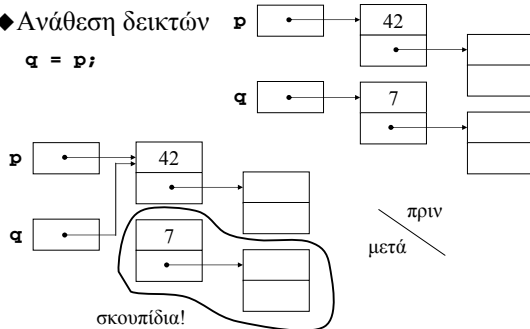 ◆Ανάθεση δεικτών
q = p;
p
42
q
7
πριν
μετά
p
42
q
7
σκουπίδια!